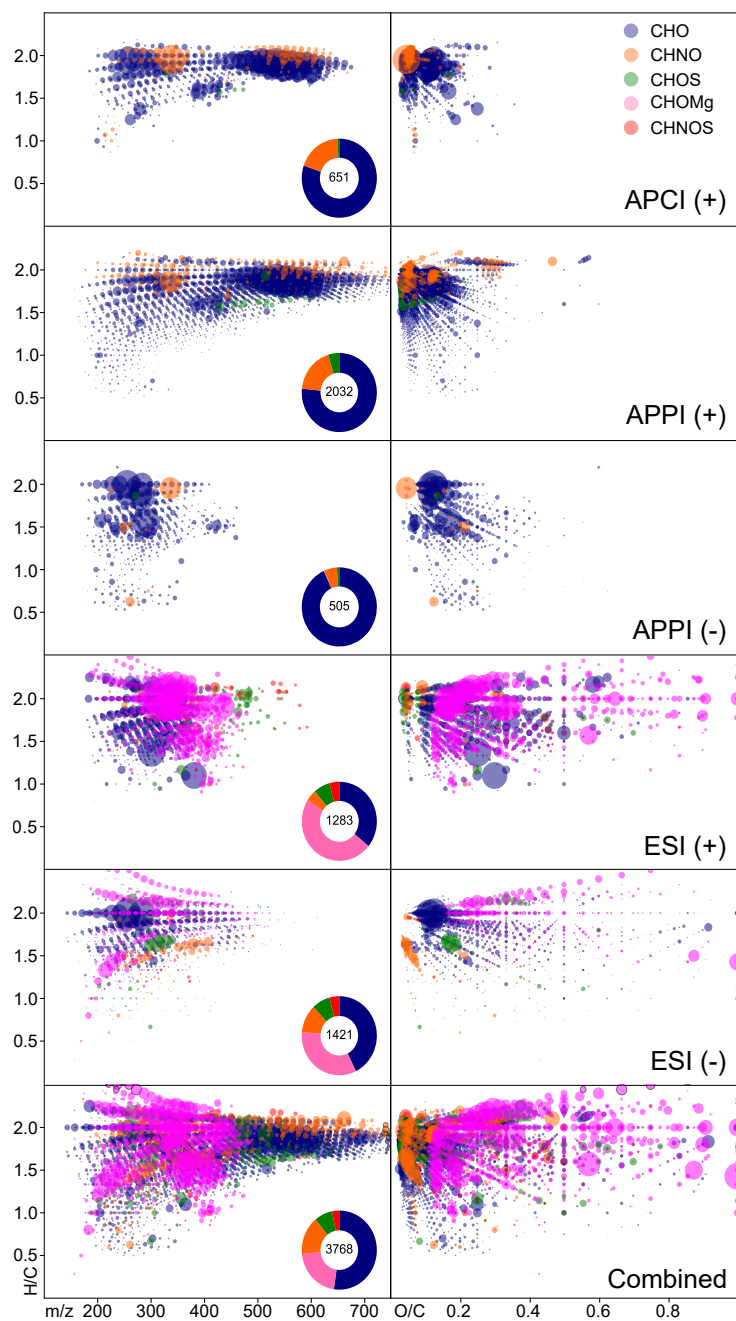 2.0
1.5
1.0
0.5
651
CHO
CHNO
CHOS
CHOMg
CHNOS
APCI (+)
2.0
1.5
1.0
0.5
2032
APPI (+)
2.0
1.5
1.0
0.5
505
APPI (-)
2.0
1.5
1.0
0.5
1283
ESI (+)
2.0
1.5
1.0
0.5
1421
ESI (-)
2.0
1.5
1.0
0.5
H/C
3768
Combined
m/z 200 300 400 500 600 700 O/C 0.2 0.4 0.6 0.8